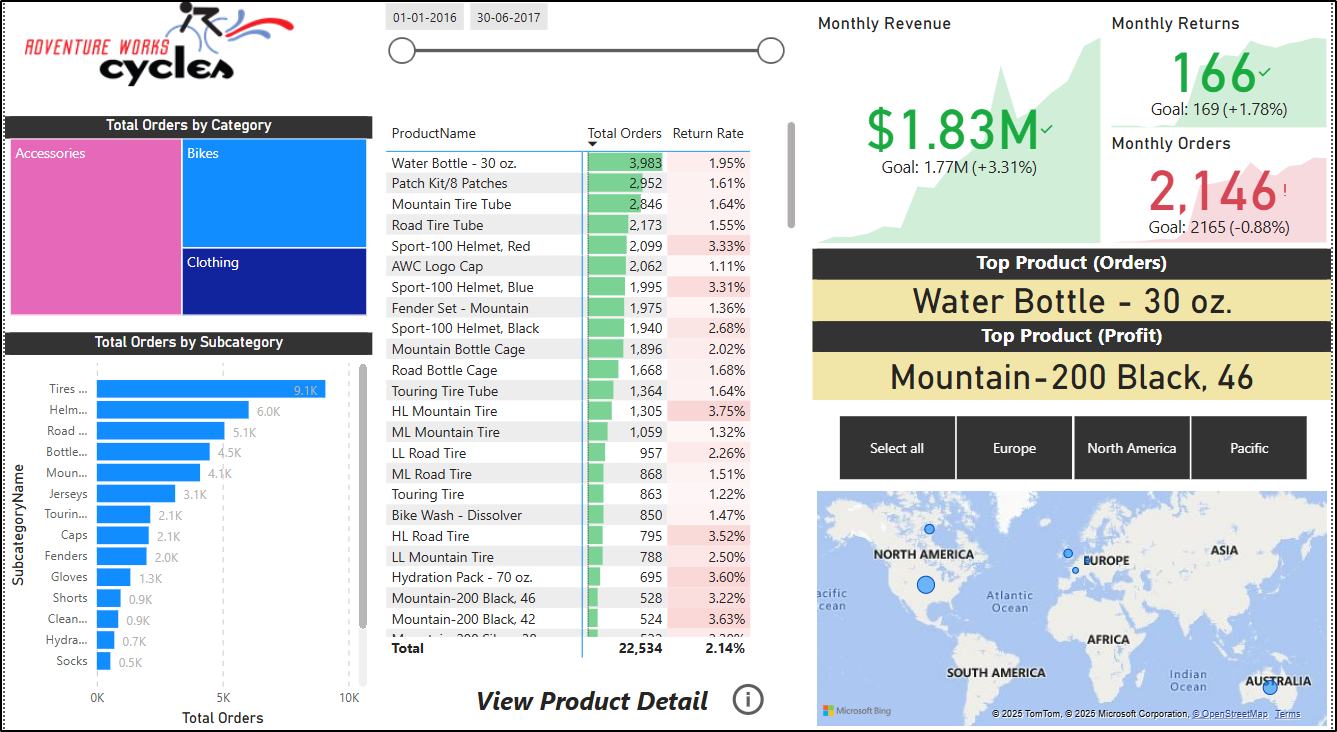 ADVENTURE WORKS
cycles
01-01-2016 30-06-2017
Total Orders by Category
Accessories
Bikes
Clothing
Total Orders by Subcategory
SubcategoryName
Tires ... 9.1K
Helm... 6.0K
Road ... 5.1K
Bottle... 4.5K
Moun... 4.1K
Jerseys 3.1K
Tourin... 2.1K
Caps 2.1K
Fenders 2.0K
Gloves 1.3K
Shorts 0.9K
Clean... 0.9K
Hydra... 0.7K
Socks 0.5K
0K 5K 10K
Total Orders
ProductName Total Orders Return Rate
Water Bottle - 30 oz. 3,983 1.95%
Patch Kit/8 Patches 2,952 1.61%
Mountain Tire Tube 2,846 1.64%
Road Tire Tube 2,173 1.55%
Sport-100 Helmet, Red 2,099 3.33%
AWC Logo Cap 2,062 1.11%
Sport-100 Helmet, Blue 1,995 3.31%
Fender Set - Mountain 1,975 1.36%
Sport-100 Helmet, Black 1,940 2.68%
Mountain Bottle Cage 1,896 2.02%
Road Bottle Cage 1,668 1.68%
Touring Tire Tube 1,364 1.64%
HL Mountain Tire 1,305 3.75%
ML Mountain Tire 1,059 1.32%
LL Road Tire 957 2.26%
ML Road Tire 868 1.51%
Touring Tire 863 1.22%
Bike Wash - Dissolver 850 1.47%
HL Road Tire 795 3.52%
LL Mountain Tire 788 2.50%
Hydration Pack - 70 oz. 695 3.60%
Mountain-200 Black, 46 528 3.22%
Mountain-200 Black, 42 524 3.63%
Total 22,534 2.14%
View Product Detail
Monthly Revenue
$1.83M
Goal: 1.77M (+3.31%)
Monthly Returns
166
Goal: 169 (+1.78%)
Monthly Orders
2,146!
Goal: 2165 (-0.88%)
Top Product (Orders)
Water Bottle - 30 oz.
Top Product (Profit)
Mountain-200 Black, 46
Select all Europe North America Pacific
NORTH AMERICA
EUROPE
ASIA
acific
cean
Atlantic
Ocean
AFRICA
SOUTH AMERICA
Indian
Ocean
AUSTRALIA
Microsoft Bing
© 2025 TomTom, © 2025 Microsoft Corporation, © OpenStreetMap Terms